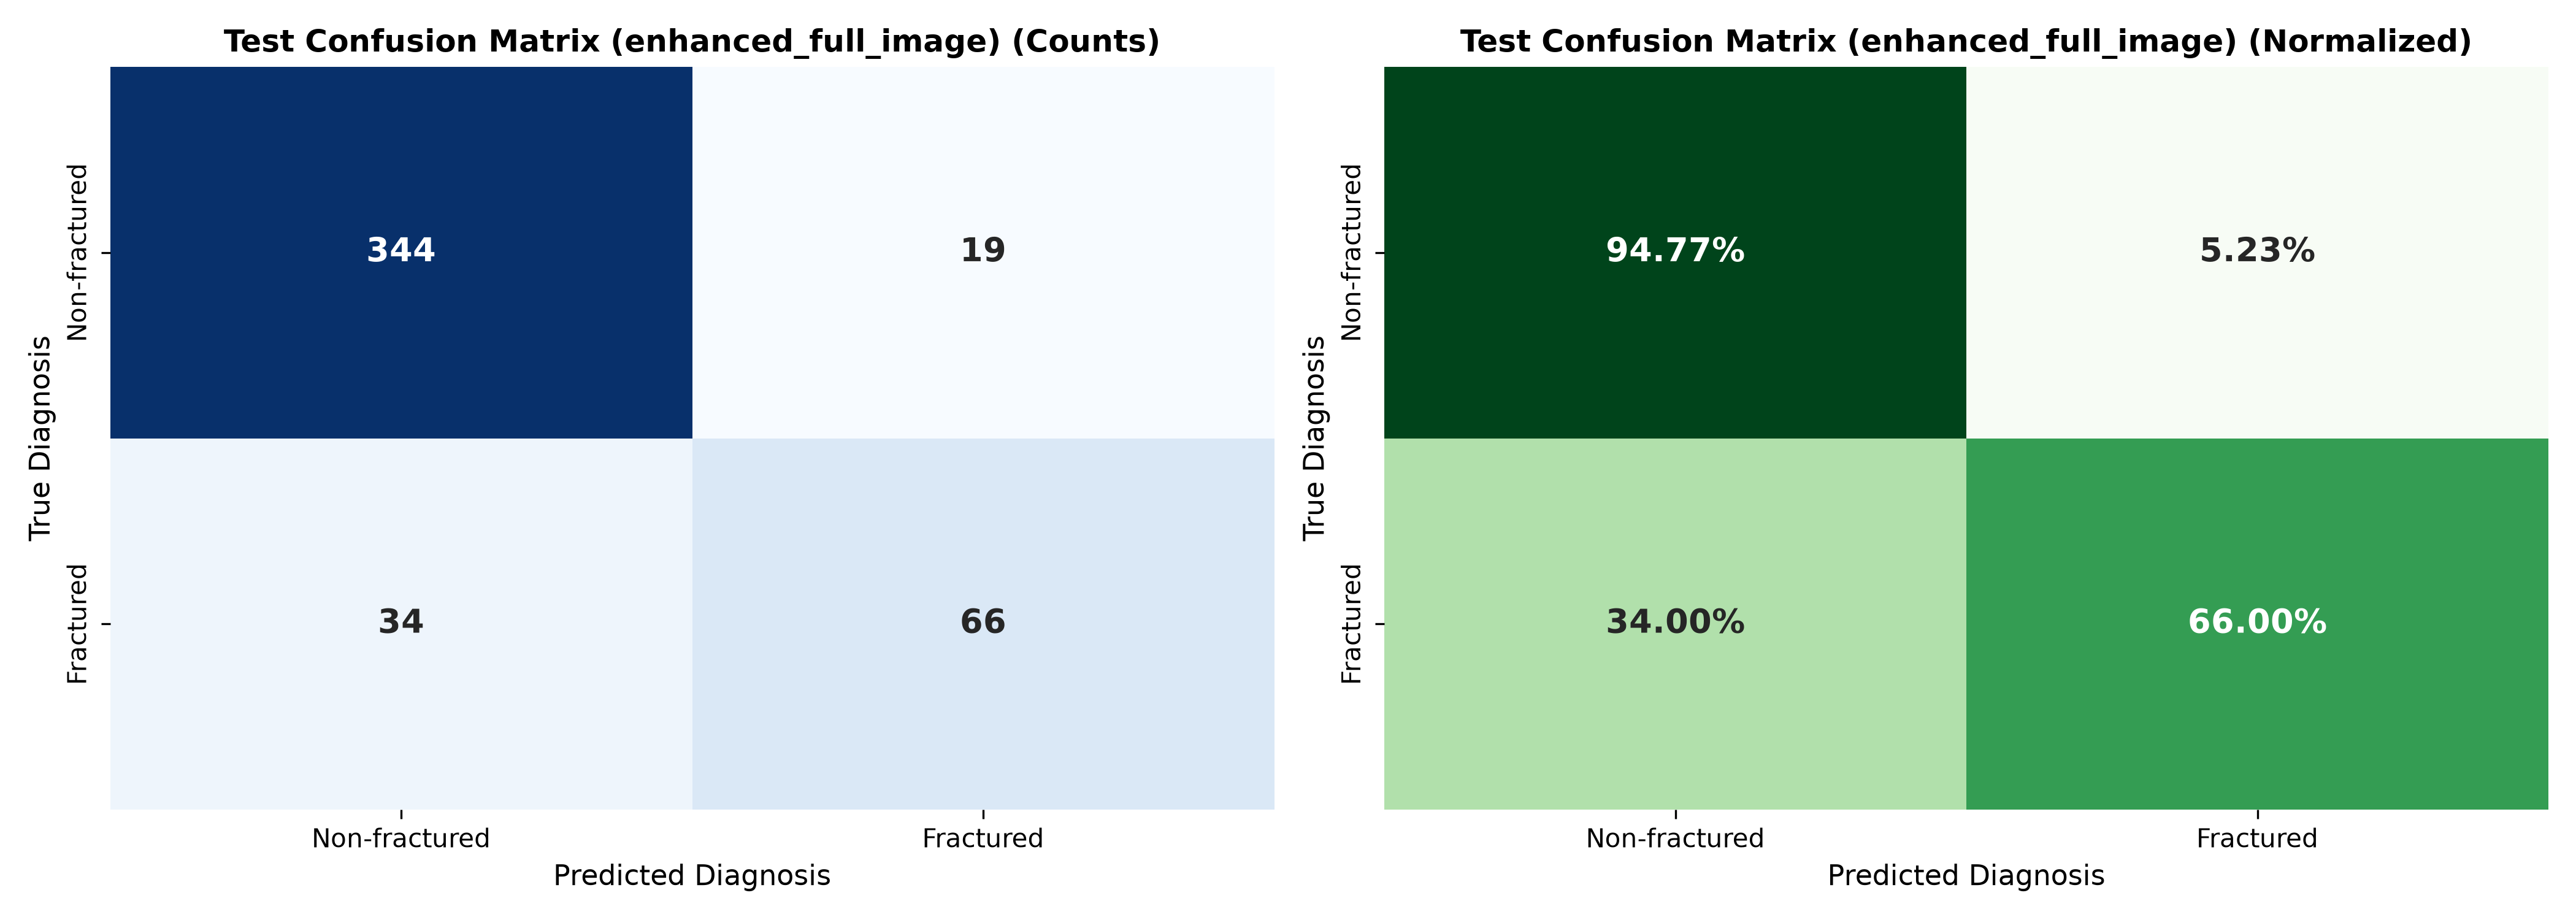 Test Confusion Matrix (enhanced_full_image) (Counts)
True Diagnosis
Non-fractured
Fractured
344
19
34
66
Non-fractured
Fractured
Predicted Diagnosis
Test Confusion Matrix (enhanced_full_image) (Normalized)
True Diagnosis
Non-fractured
Fractured
94.77%
5.23%
34.00%
66.00%
Non-fractured
Fractured
Predicted Diagnosis